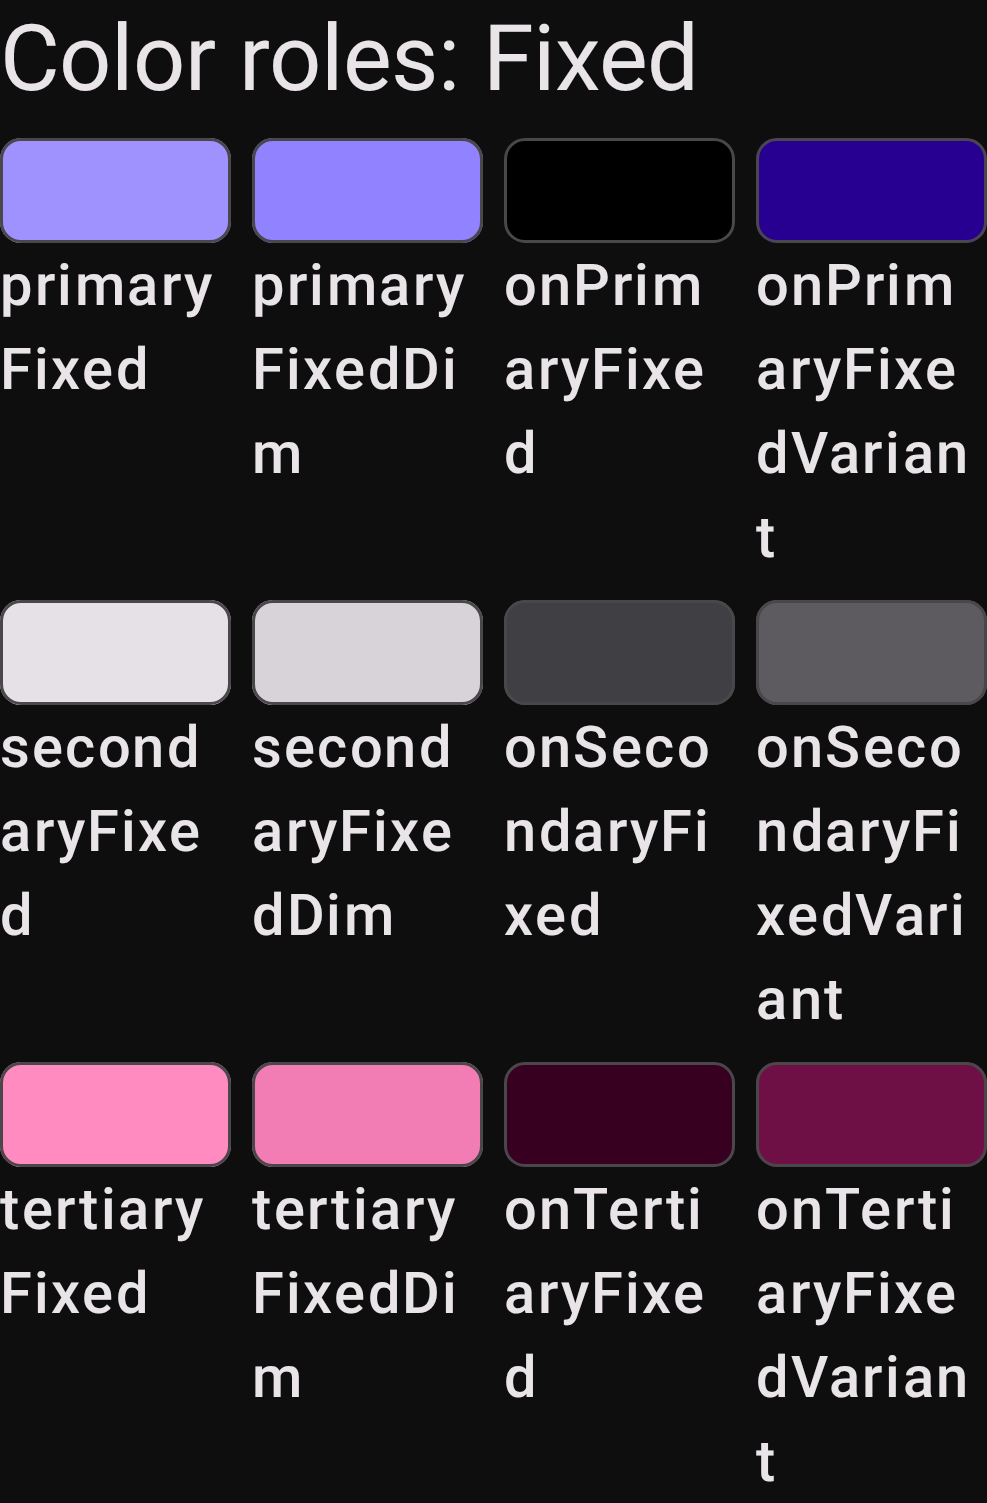 Color roles: Fixed
primary
Fixed
primary
FixedDi
m
onPrim
aryFixe
d
onPrim
aryFixe
dVarian
t
second
aryFixe
d
second
aryFixe
dDim
onSeco
ndaryFi
xed
onSeco
ndaryFi
xedVari
ant
tertiary
Fixed
tertiary
FixedDi
m
onTerti
aryFixe
d
onTerti
aryFixe
dVarian
t